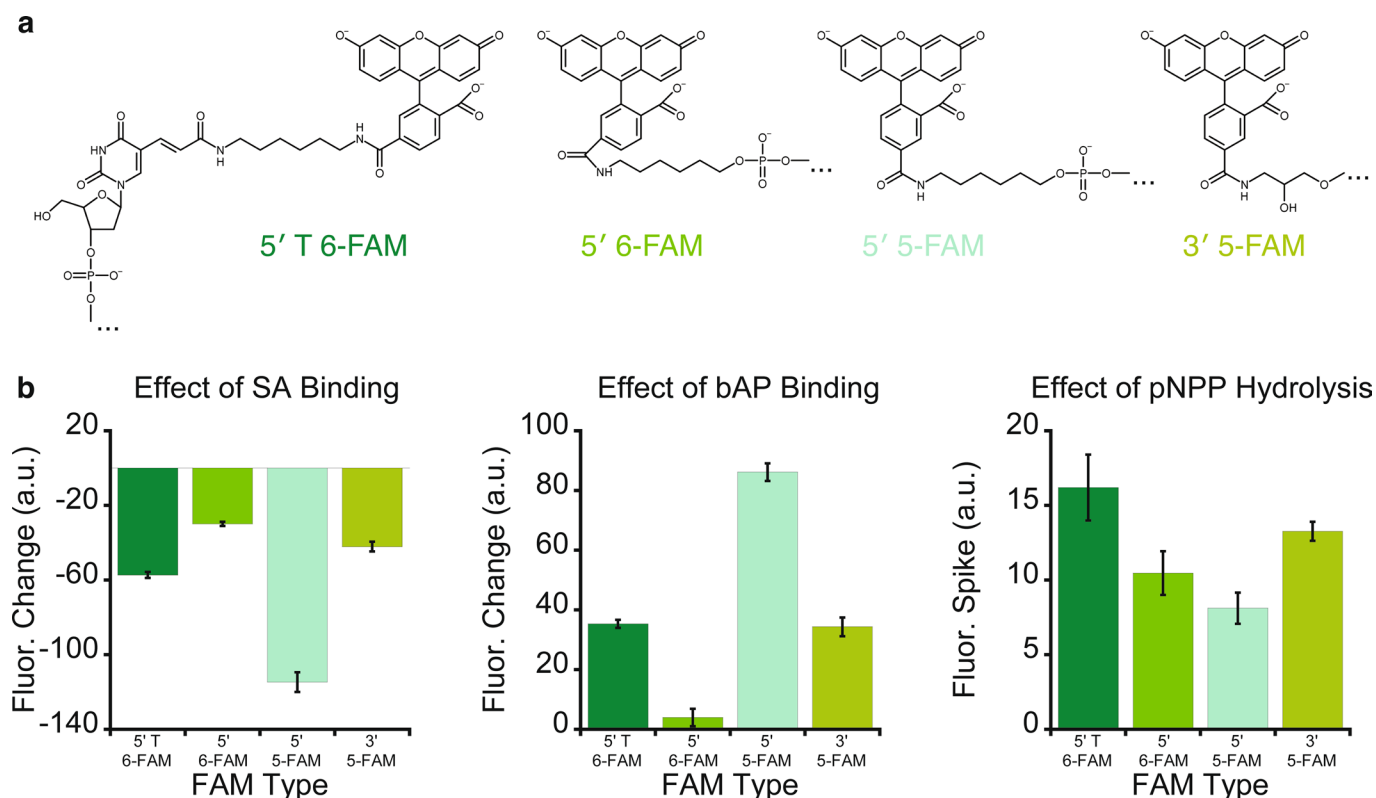 a
O⁻ O O
O⁻ O O
O⁻ O O
O⁻ O O
O⁻
O
O⁻
O
O⁻
O
O⁻
O
O
O
H
N
NH
O
N
N
H
O
O
HO
O
O
O P O⁻
O
...
O
NH
O
O⁻
P
O
O
...
O
N
H
O
O⁻
P
O
O
...
O
N
H
OH
O
...
5′ T 6-FAM
5′ 6-FAM
5′ 5-FAM
3′ 5-FAM
b
Effect of SA Binding
Fluor. Change (a.u.)
20
-20
-60
-100
-140
5' T
6-FAM
5'
6-FAM
5'
5-FAM
3'
5-FAM
FAM Type
Effect of bAP Binding
Fluor. Change (a.u.)
100
80
60
40
20
0
5' T
6-FAM
5'
6-FAM
5'
5-FAM
3'
5-FAM
FAM Type
Effect of pNPP Hydrolysis
Fluor. Spike (a.u.)
20
15
10
5
0
5' T
6-FAM
5'
6-FAM
5'
5-FAM
3'
5-FAM
FAM Type